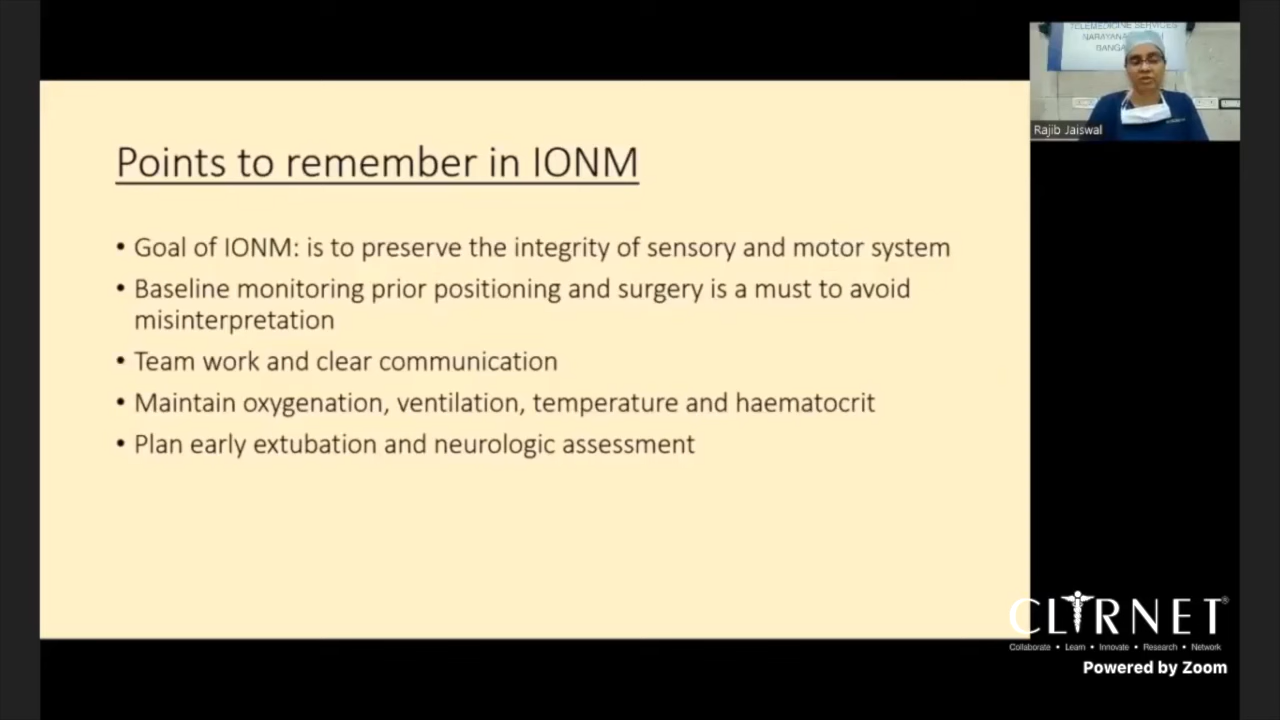 TELEMEDICINE SERVICES
Rajib Jaiswal
Points to remember in IONM
• Goal of IONM: is to preserve the integrity of sensory and motor system
• Baseline monitoring prior positioning and surgery is a must to avoid
misinterpretation
• Team work and clear communication
• Maintain oxygenation, ventilation, temperature and haematocrit
• Plan early extubation and neurologic assessment
CLIRNET®
Collaborate • Learn • Innovate • Research • Network
Powered by Zoom